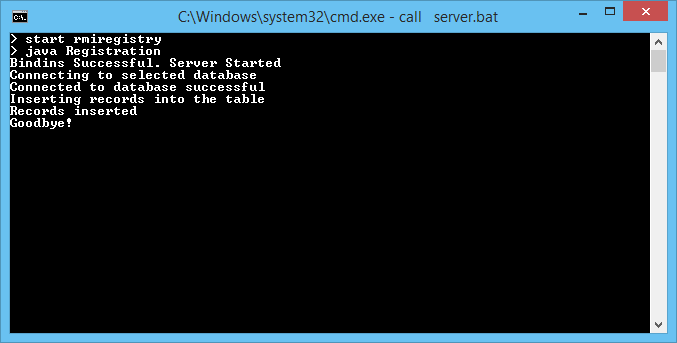 C:\Windows\system32\cmd.exe - call server.bat
> start rmiregistry
> java Registration
Bindins Successful. Server Started
Connecting to selected database
Connected to database successful
Inserting records into the table
Records inserted
Goodbye!